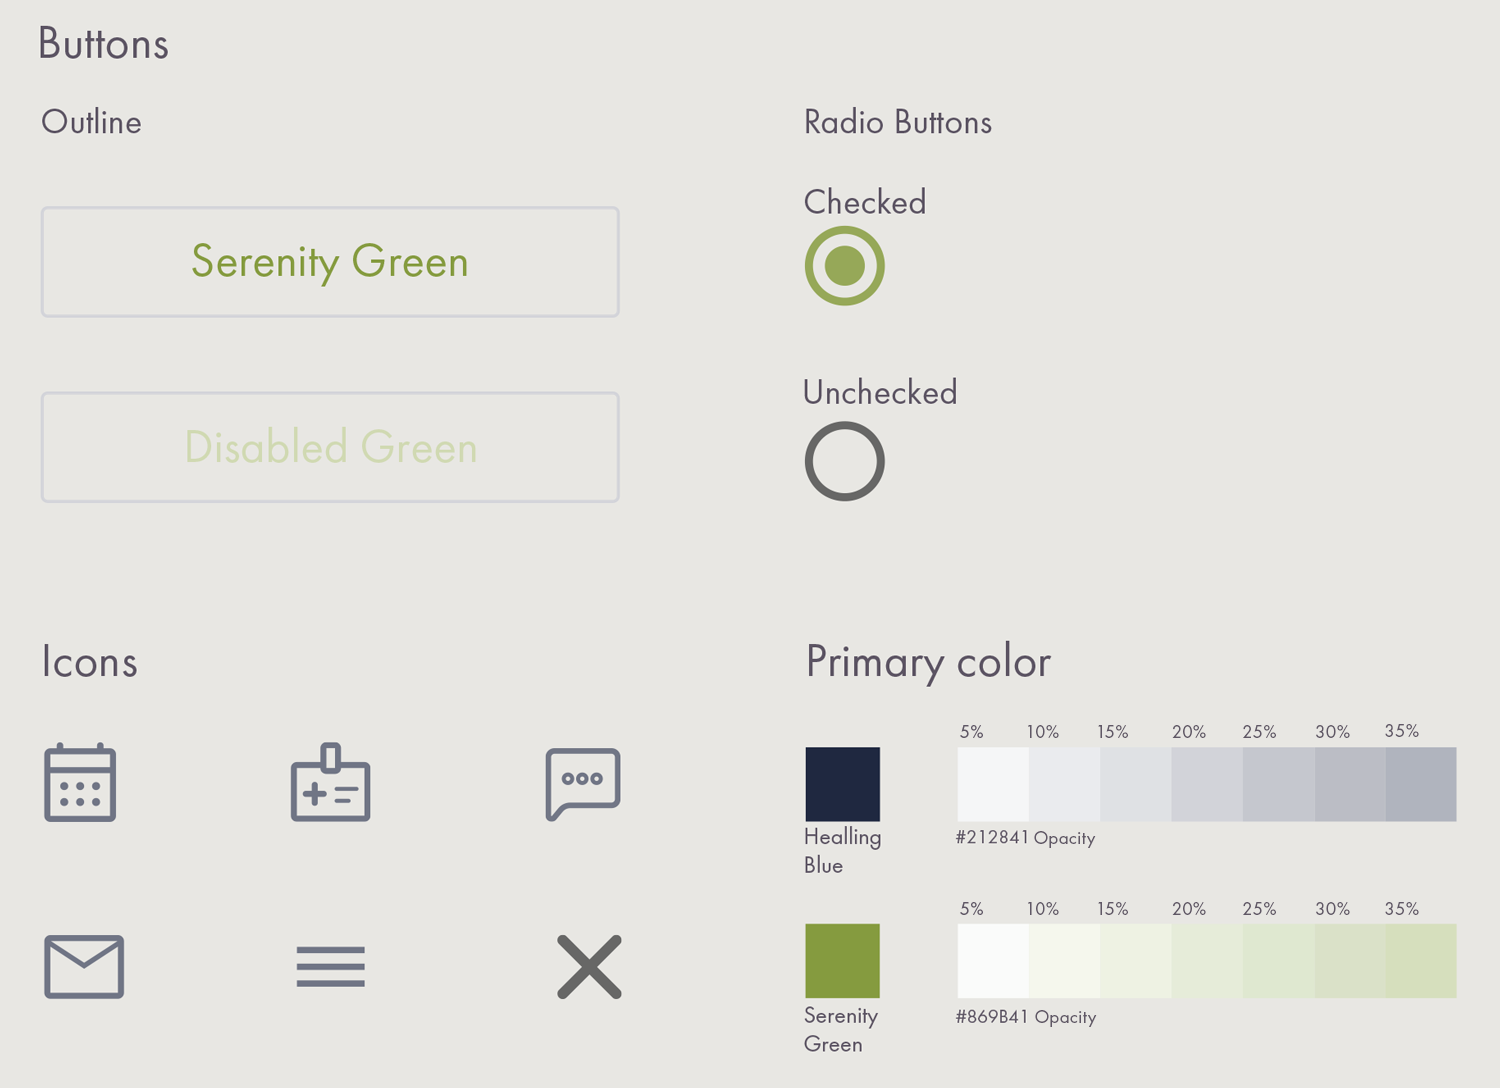 Buttons
Outline
Serenity Green
Disabled Green
Radio Buttons
Checked
Unchecked
Icons
Primary color
5% 10% 15% 20% 25% 30% 35%
Healling
Blue
#212841 Opacity
5% 10% 15% 20% 25% 30% 35%
Serenity
Green
#869B41 Opacity